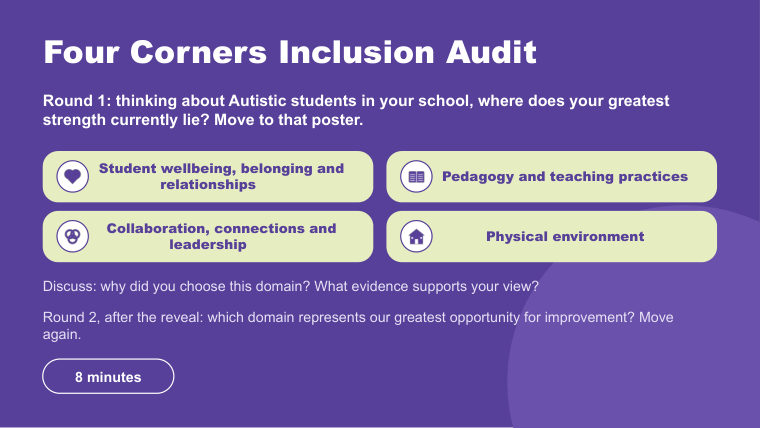 Four Corners Inclusion Audit
Round 1: thinking about Autistic students in your school, where does your greatest
strength currently lie? Move to that poster.
Student wellbeing, belonging and
relationships
Pedagogy and teaching practices
Collaboration, connections and
leadership
Physical environment
Discuss: why did you choose this domain? What evidence supports your view?
Round 2, after the reveal: which domain represents our greatest opportunity for improvement? Move
again.
8 minutes